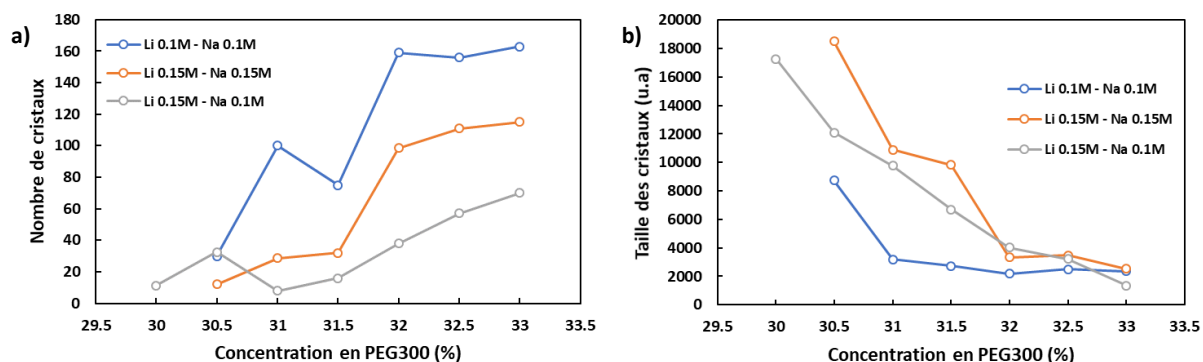 a)
Nombre de cristaux
180
160
140
120
100
80
60
40
20
0
Li 0.1M - Na 0.1M
Li 0.15M - Na 0.15M
Li 0.15M - Na 0.1M
29.5 30 30.5 31 31.5 32 32.5 33 33.5
Concentration en PEG300 (%)
b)
Taille des cristaux (u.a)
20000
18000
16000
14000
12000
10000
8000
6000
4000
2000
0
Li 0.1M - Na 0.1M
Li 0.15M - Na 0.15M
Li 0.15M - Na 0.1M
29.5 30 30.5 31 31.5 32 32.5 33 33.5
Concentration en PEG300 (%)